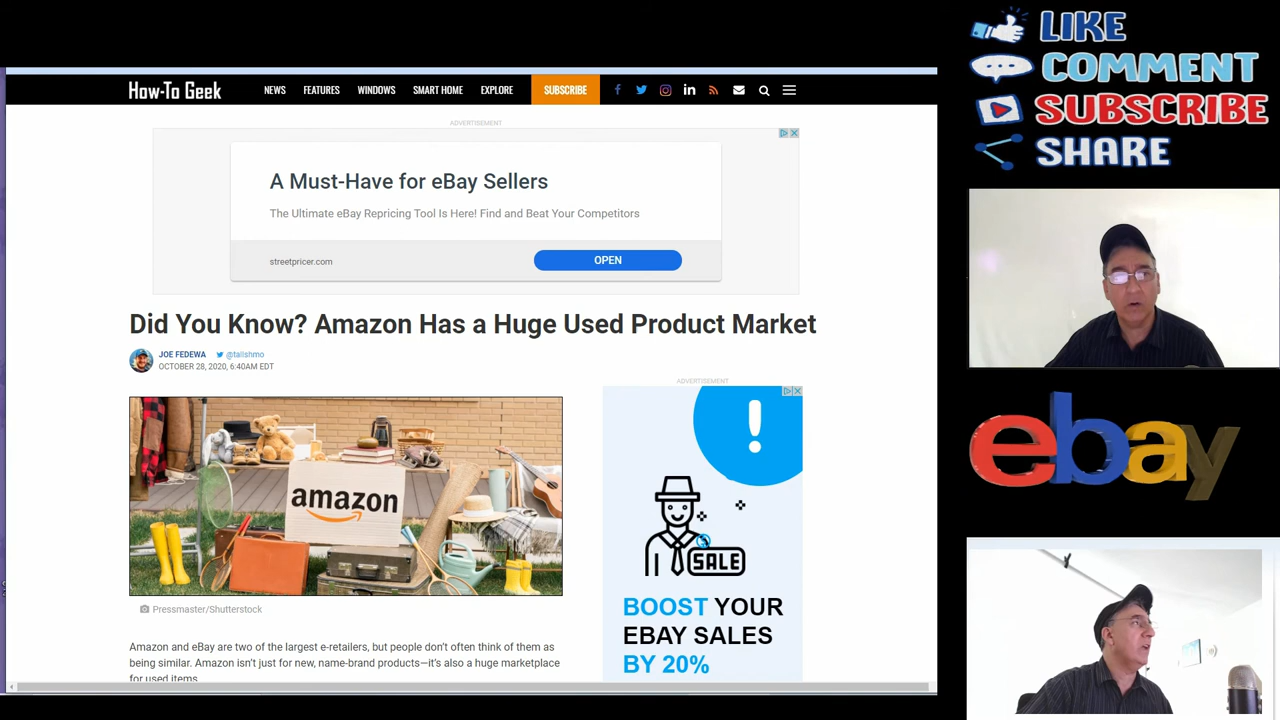 How-To Geek
NEWS FEATURES WINDOWS SMART HOME EXPLORE SUBSCRIBE
ADVERTISEMENT
A Must-Have for eBay Sellers
The Ultimate eBay Repricing Tool Is Here! Find and Beat Your Competitors
streetpricer.com
OPEN
Did You Know? Amazon Has a Huge Used Product Market
JOE FEDEWA @tallshmo
OCTOBER 28, 2020, 6:40AM EDT
amazon
Pressmaster/Shutterstock
Amazon and eBay are two of the largest e-retailers, but people don't often think of them as
being similar. Amazon isn't just for new, name-brand products—it's also a huge marketplace
for used items.
ADVERTISEMENT
!
SALE
BOOST YOUR
EBAY SALES
BY 20%
LIKE
COMMENT
SUBSCRIBE
SHARE
ebay